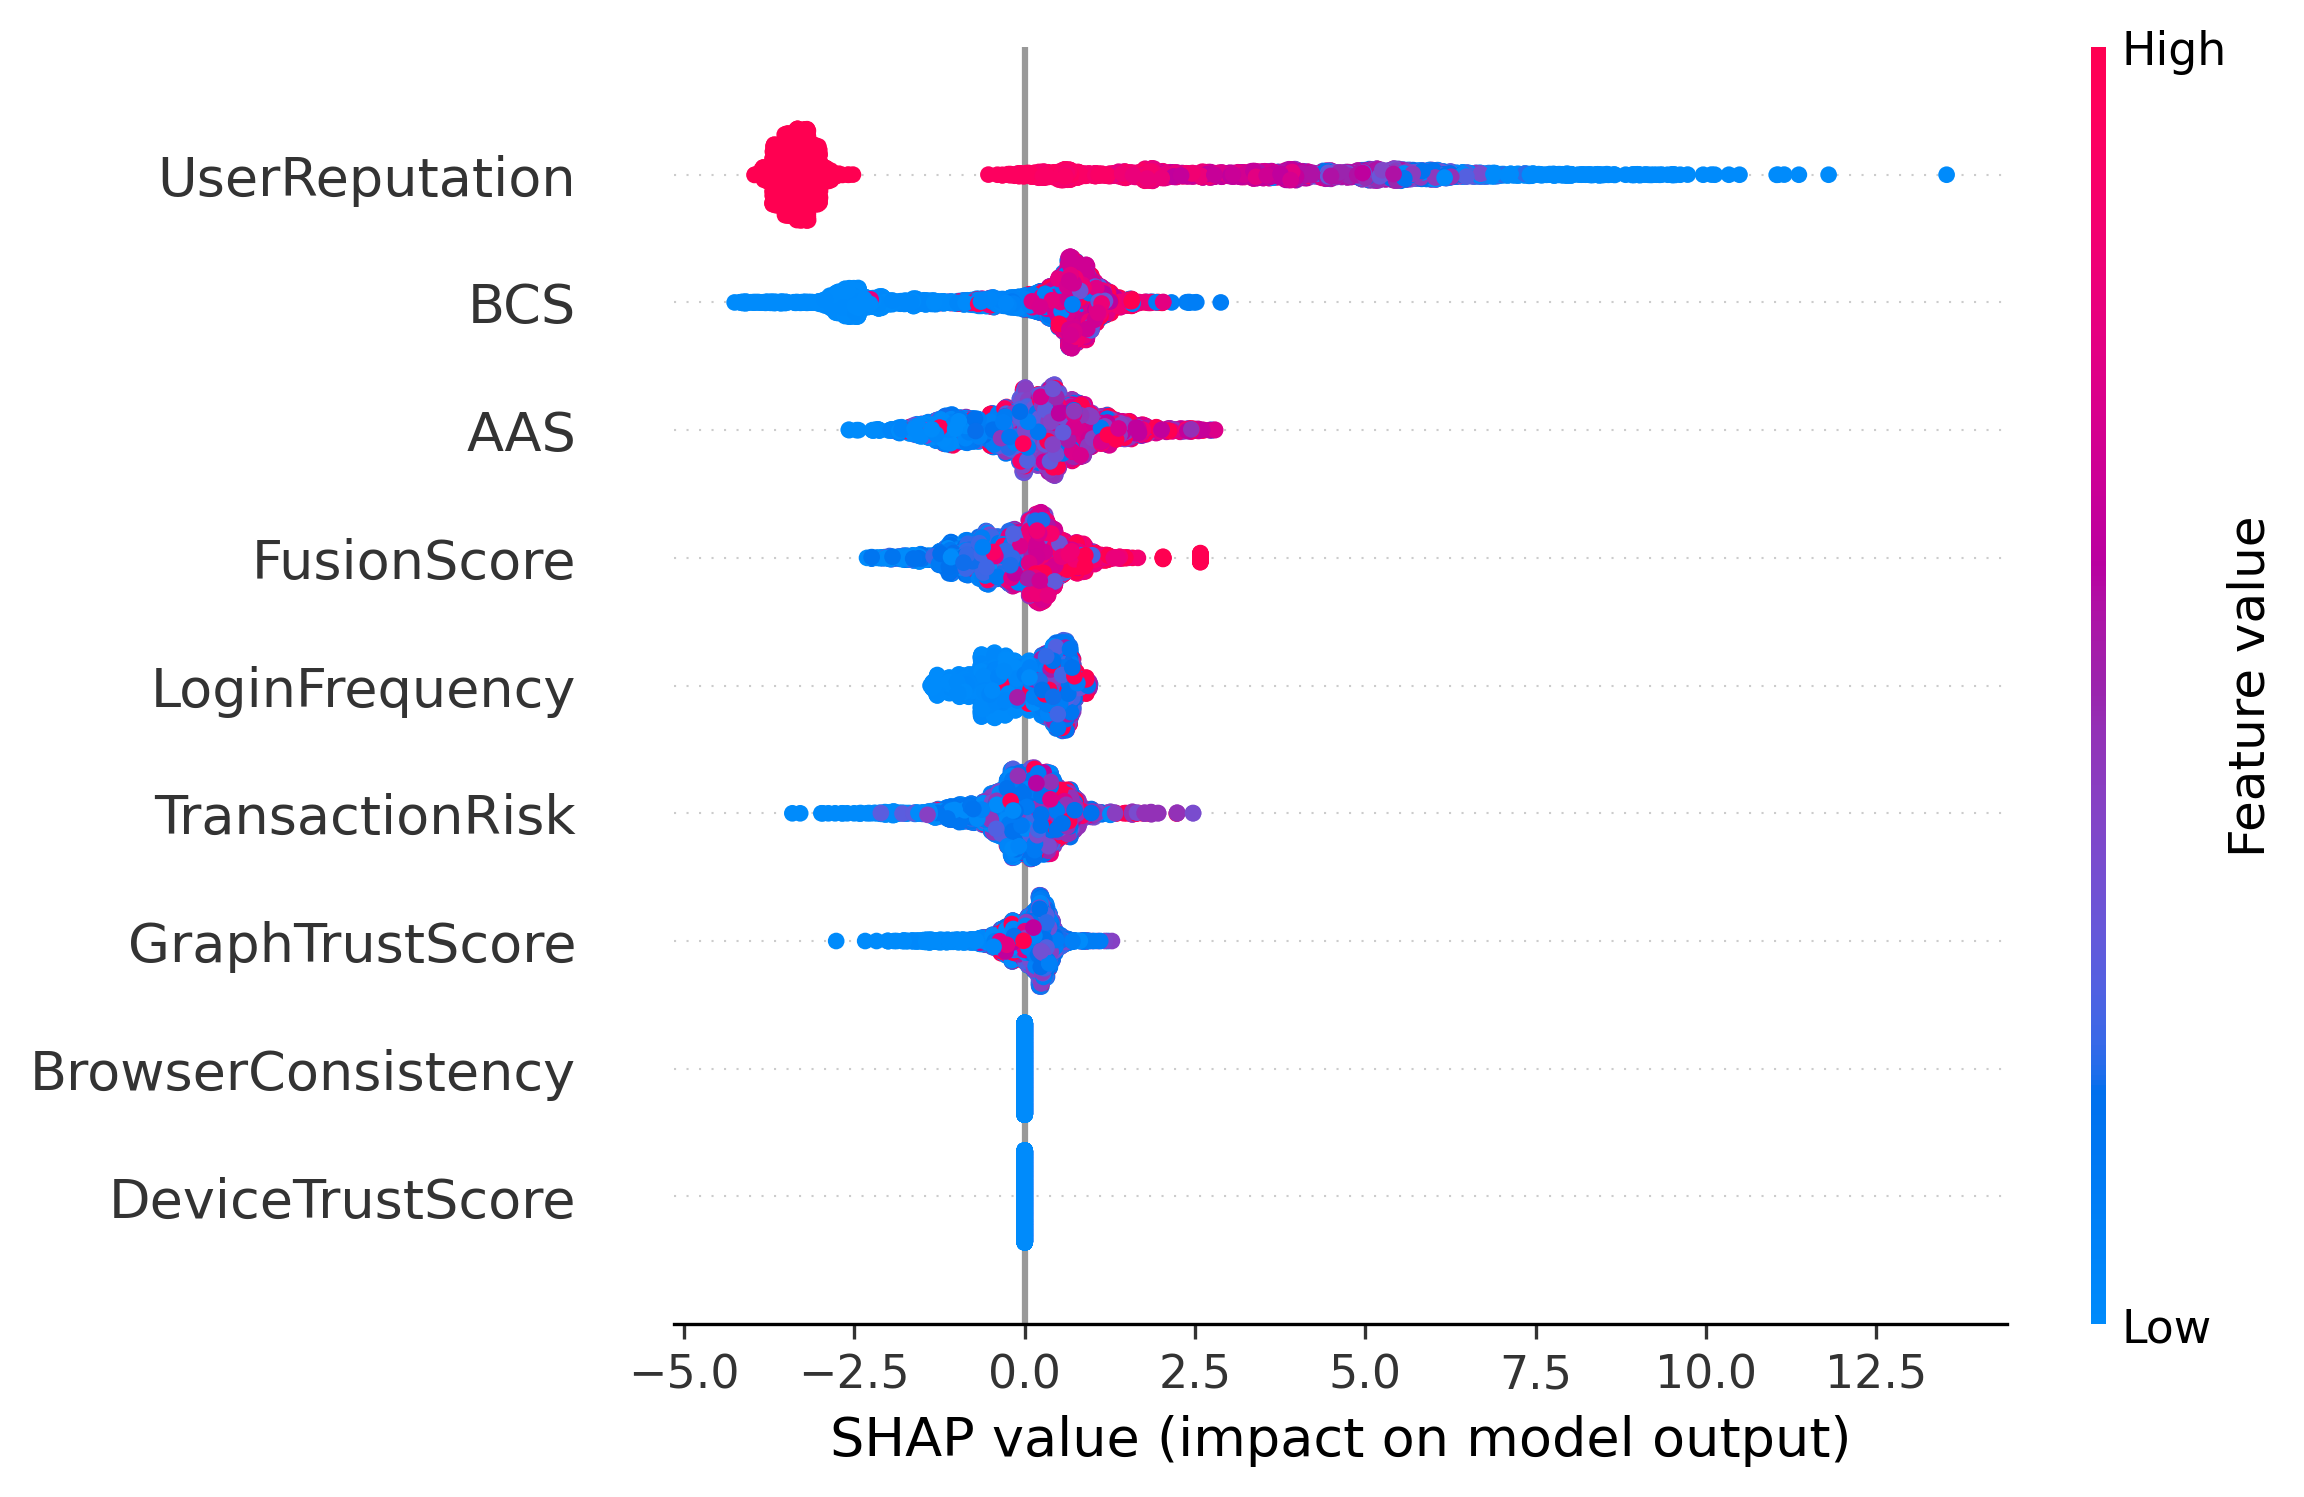 High
UserReputation
BCS
AAS
FusionScore
LoginFrequency
TransactionRisk
GraphTrustScore
BrowserConsistency
DeviceTrustScore
Feature value
Low
−5.0 −2.5 0.0 2.5 5.0 7.5 10.0 12.5
SHAP value (impact on model output)